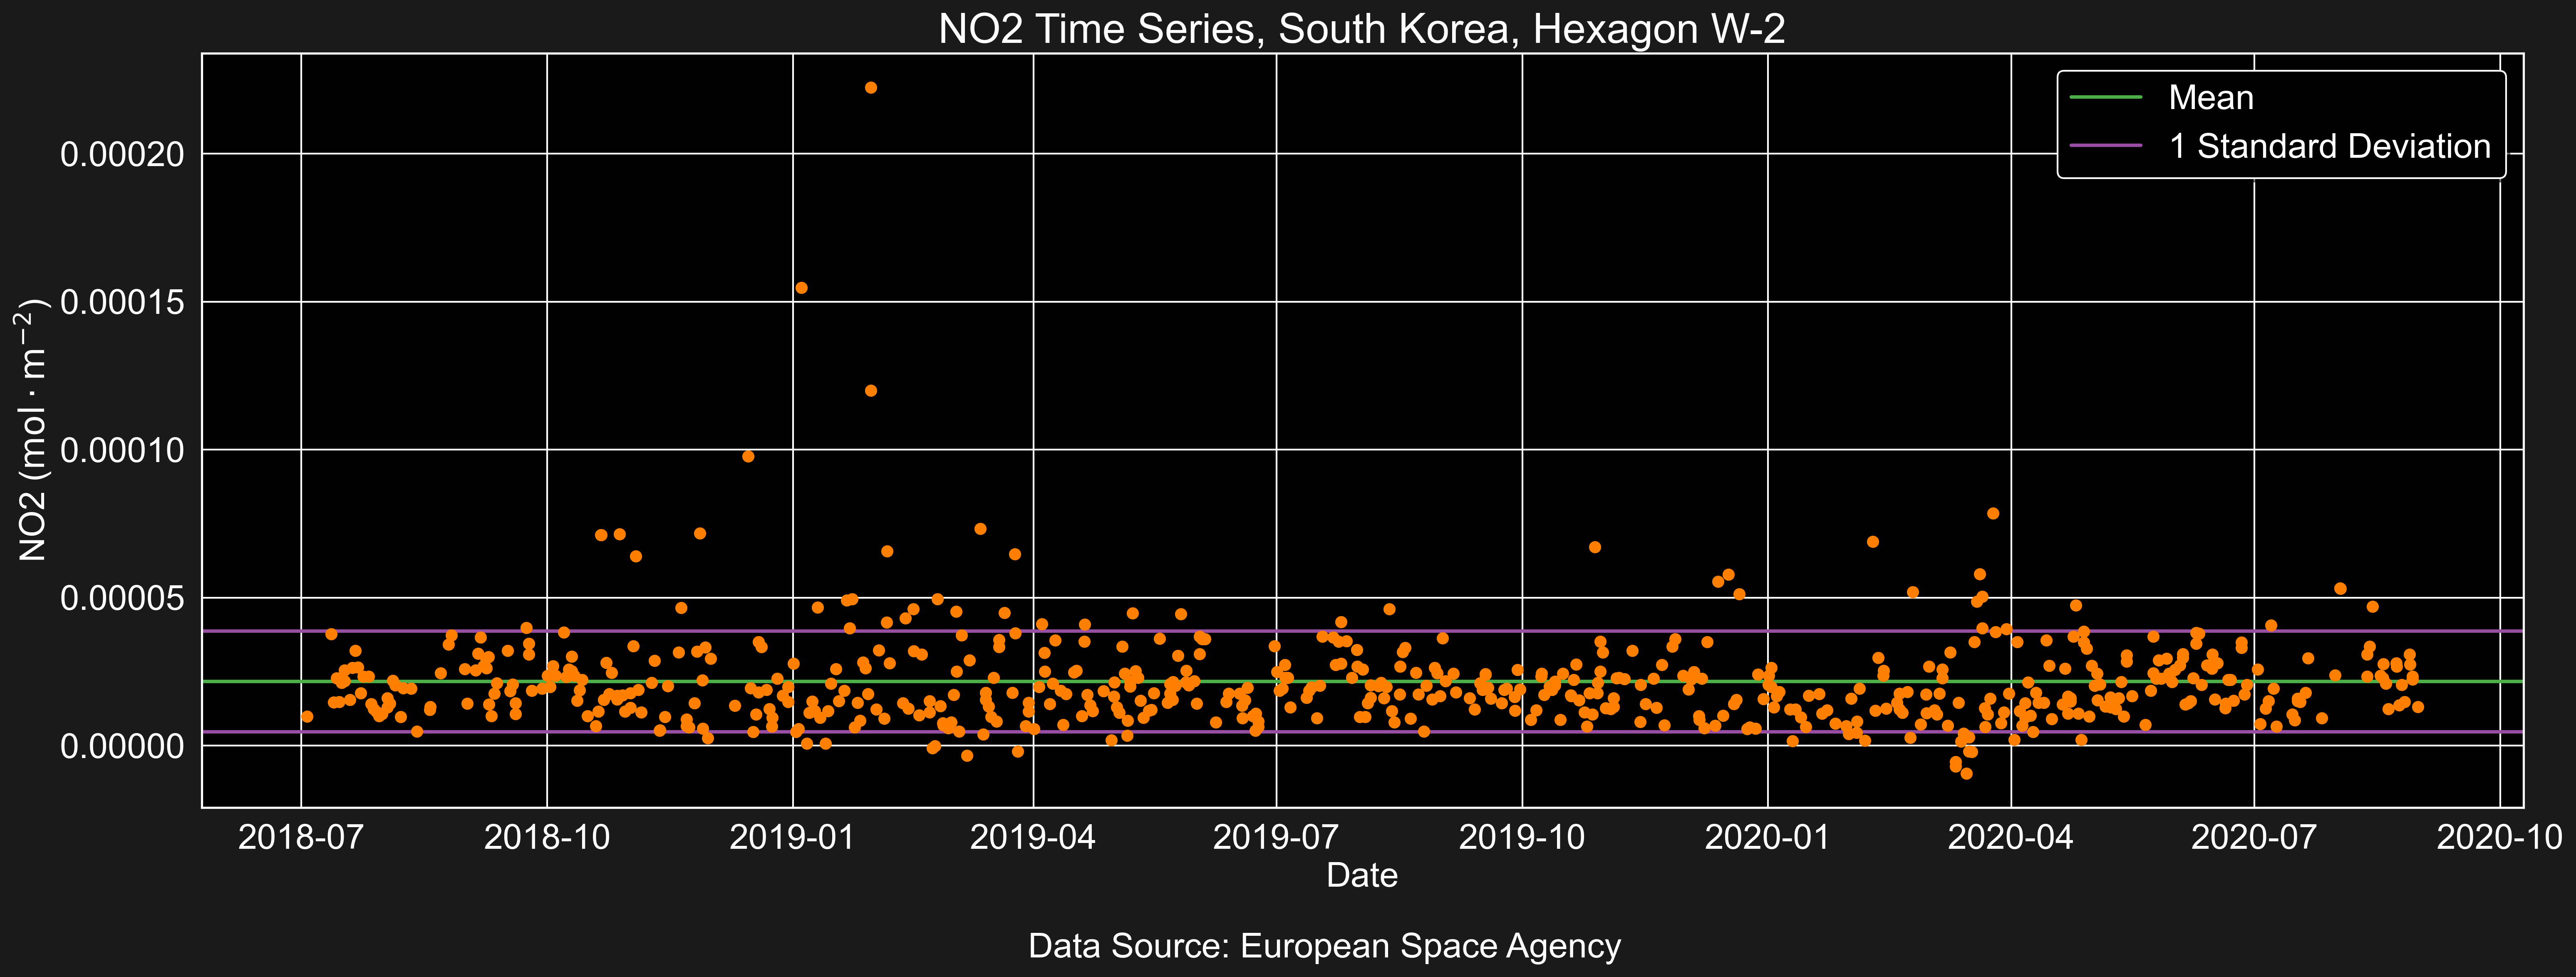 NO2 Time Series, South Korea, Hexagon W-2
Mean
1 Standard Deviation
NO2 (mol · m⁻²)
0.00020
0.00015
0.00010
0.00005
0.00000
2018-07 2018-10 2019-01 2019-04 2019-07 2019-10 2020-01 2020-04 2020-07 2020-10
Date
Data Source: European Space Agency